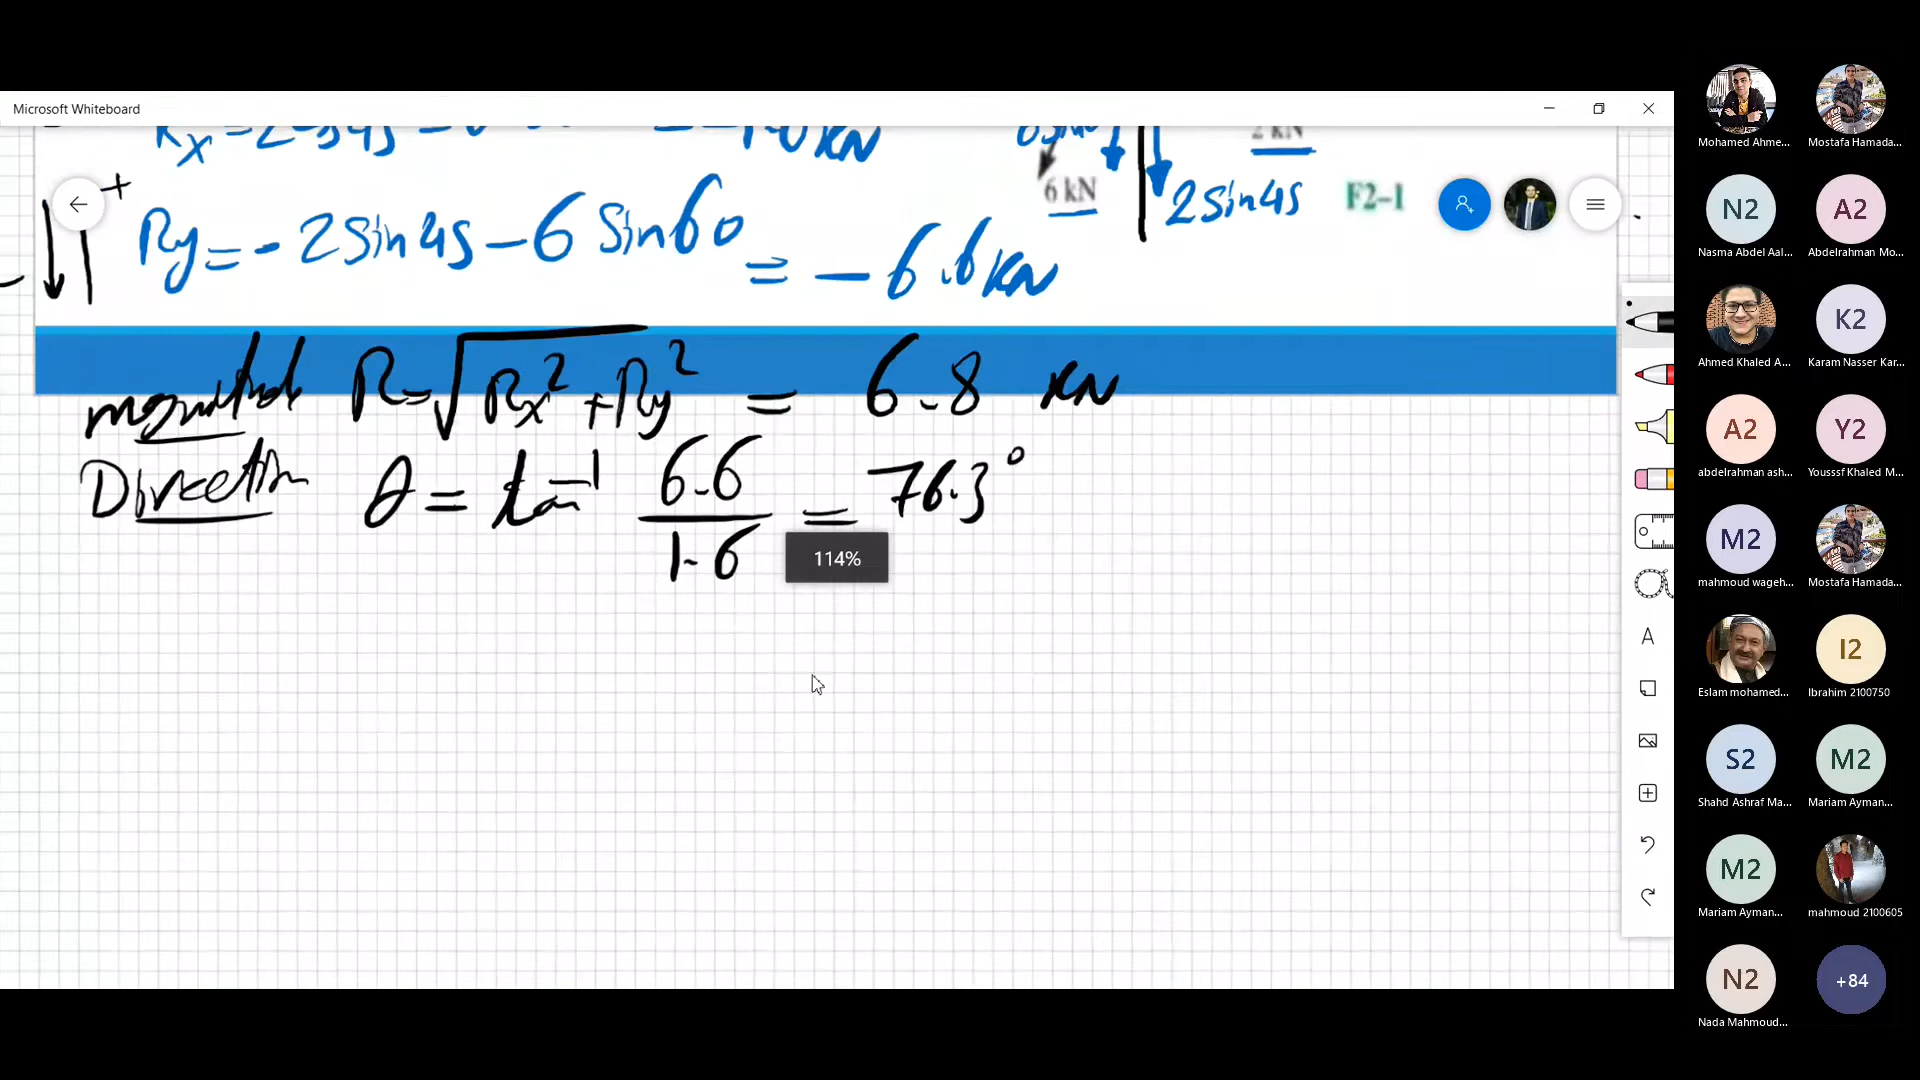 Microsoft Whiteboard
2 kN
6 kN
2 Sin 45
F2-1
+
Ry = - 2 Sin 45 - 6 Sin 60 = - 6.6 kN
magnitude R = √Rx² + Ry² = 6.8 kN
Direction θ = tan⁻¹ 6.6 / 1.6 = 76.3°
114%
Mohamed Ahme...
Mostafa Hamada...
N2
A2
Nasma Abdel Aal...
Abdelrahman Mo...
K2
Ahmed Khaled A...
Karam Nasser Kar...
A2
Y2
abdelrahman ash...
Yousssf Khaled M...
M2
mahmoud wageh...
Mostafa Hamada...
I2
Eslam mohamed...
Ibrahim 2100750
S2
M2
Shahd Ashraf Ma...
Mariam Ayman...
M2
Mariam Ayman...
mahmoud 2100605
N2
+84
Nada Mahmoud...
A